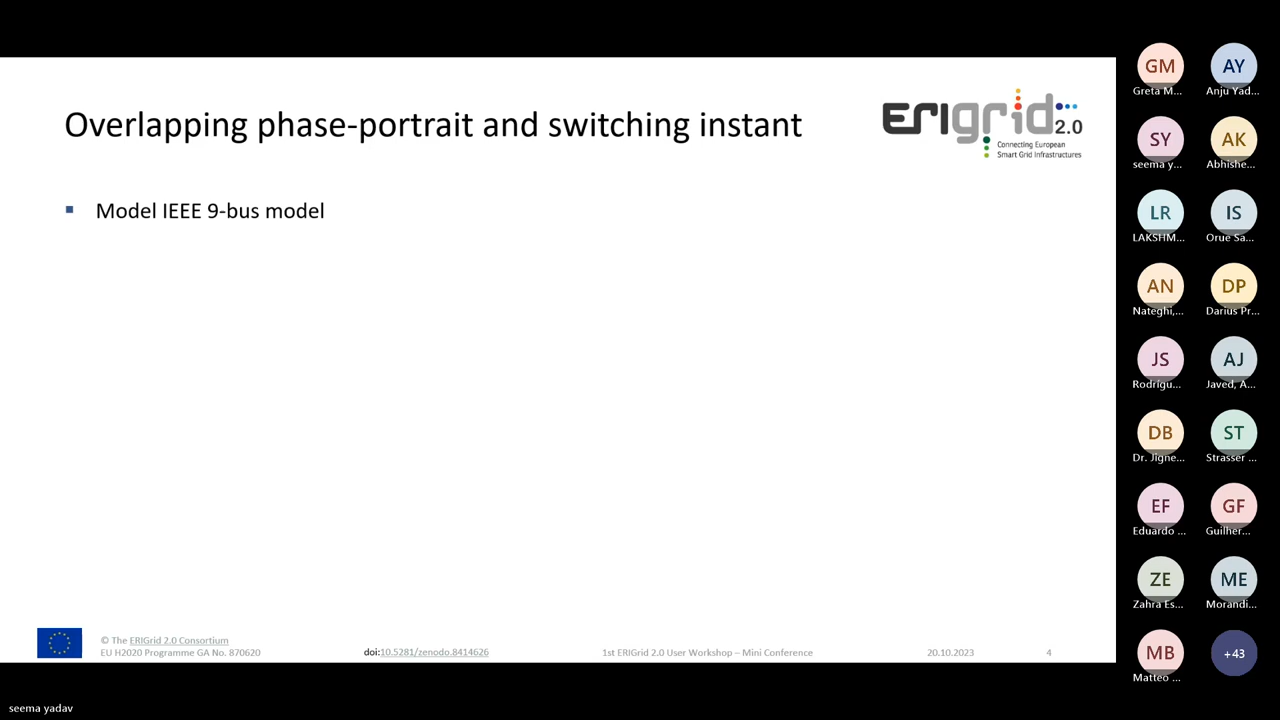 Overlapping phase-portrait and switching instant
ERIGrid 2.0
Connecting European
Smart Grid Infrastructures
Model IEEE 9-bus model
© The ERIGrid 2.0 Consortium
EU H2020 Programme GA No. 870620
doi:10.5281/zenodo.8414626
1st ERIGrid 2.0 User Workshop – Mini Conference
20.10.2023
4
GM
Greta M...
AY
Anju Yad...
SY
seema y...
AK
Abhishe...
LR
LAKSHM...
IS
Orue Sa...
AN
Nateghi,...
DP
Darius Pr...
JS
Rodrigu...
AJ
Javed, A...
DB
Dr. Jigne...
ST
Strasser ...
EF
Eduardo ...
GF
Guilher...
ZE
Zahra Es...
ME
Morandi...
MB
Matteo ...
+43
seema yadav